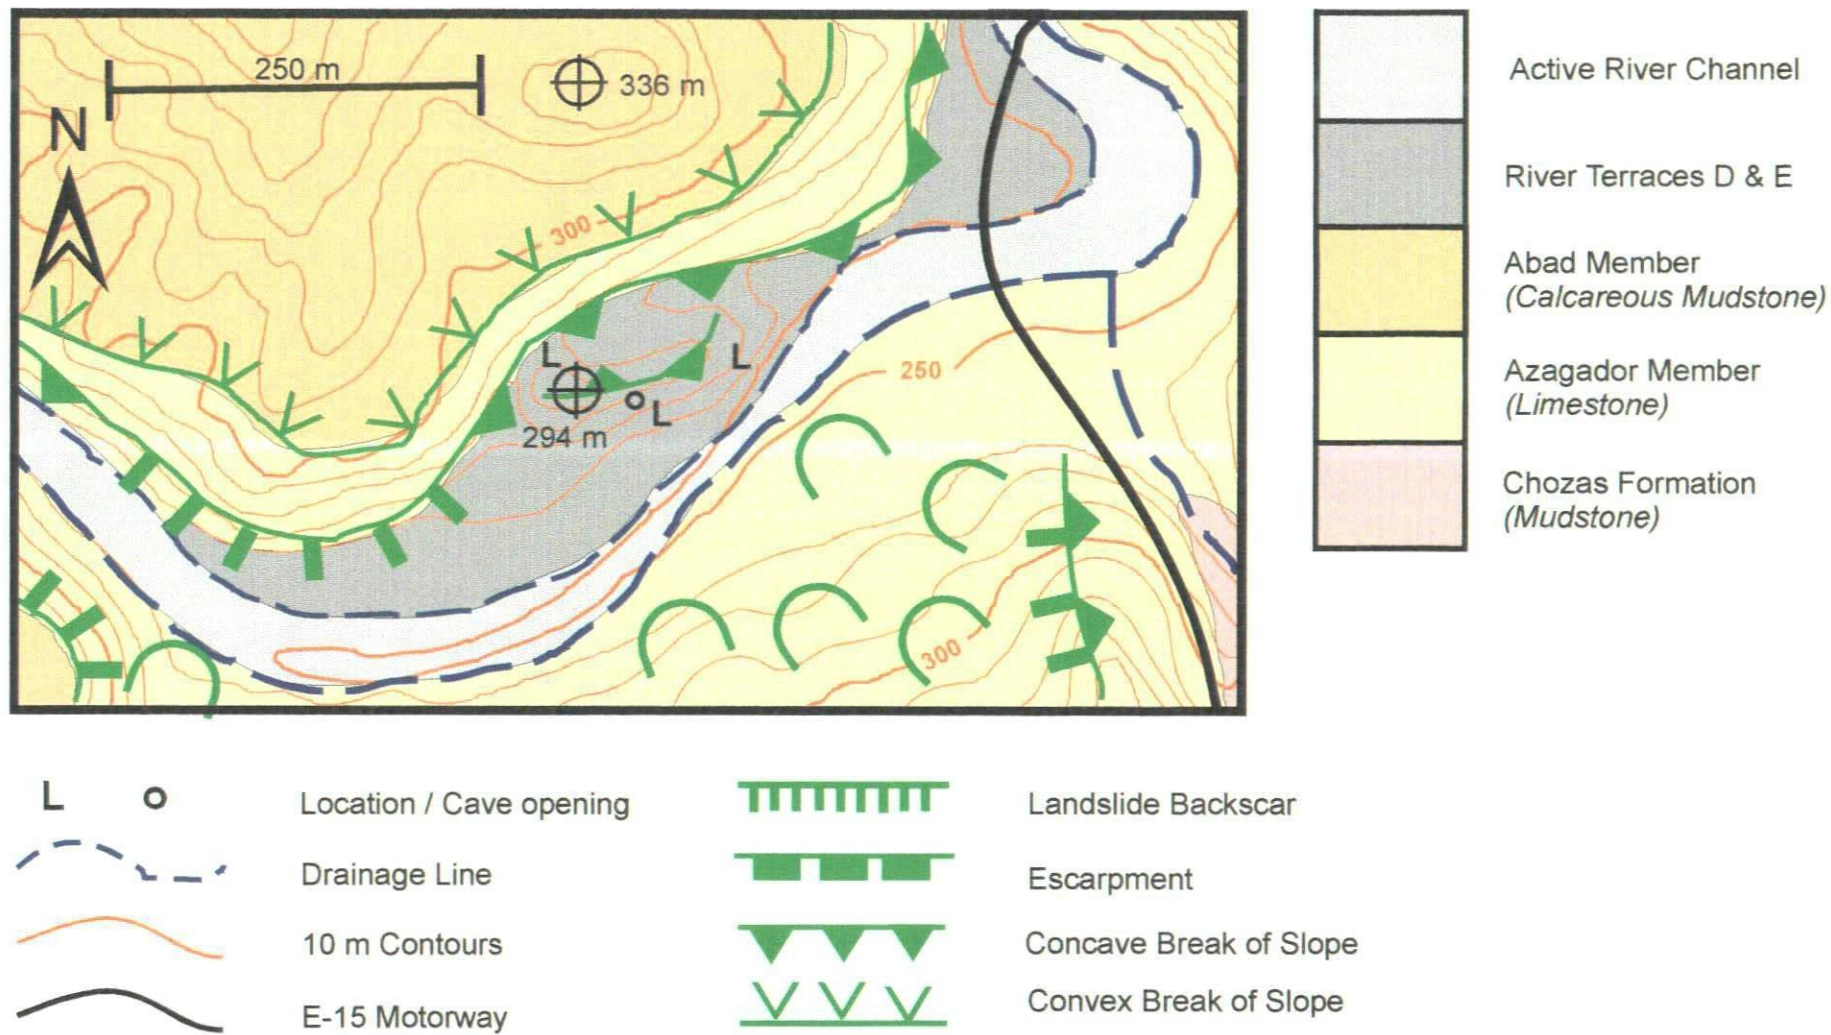 250 m
336 m
N
300
L
L
L
294 m
250
300
Active River Channel
River Terraces D & E
Abad Member
(Calcareous Mudstone)
Azagador Member
(Limestone)
Chozas Formation
(Mudstone)
L
Location / Cave opening
Drainage Line
10 m Contours
E-15 Motorway
Landslide Backscar
Escarpment
Concave Break of Slope
Convex Break of Slope